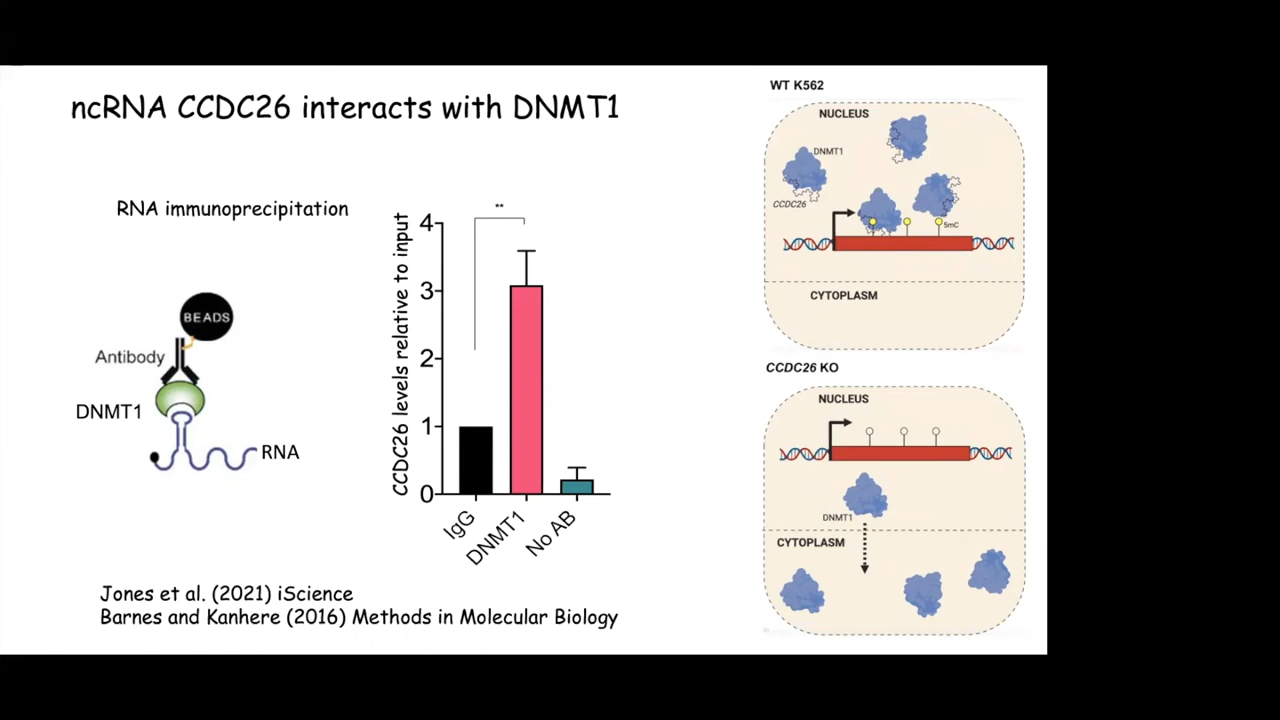 ncRNA CCDC26 interacts with DNMT1
RNA immunoprecipitation
BEADS
Antibody
DNMT1
RNA
CCDC26 levels relative to input
4
3
2
1
0
**
IgG
DNMT1
No AB
Jones et al. (2021) iScience
Barnes and Kanhere (2016) Methods in Molecular Biology
WT K562
NUCLEUS
DNMT1
CCDC26
5mC
CYTOPLASM
CCDC26 KO
NUCLEUS
DNMT1
CYTOPLASM